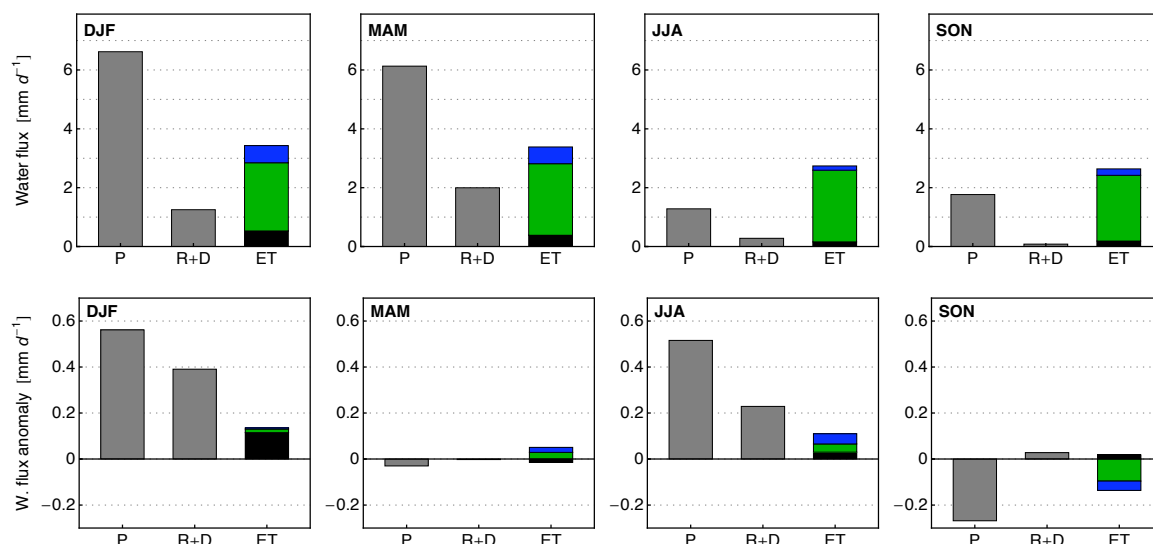 DJF MAM JJA SON
Water flux [mm d⁻¹]
6 6 6 6
4 4 4 4
2 2 2 2
0 0 0 0
P R+D ET P R+D ET P R+D ET P R+D ET
DJF MAM JJA SON
W. flux anomaly [mm d⁻¹]
0.6 0.6 0.6 0.6
0.4 0.4 0.4 0.4
0.2 0.2 0.2 0.2
0 0 0 0
−0.2 −0.2 −0.2 −0.2
P R+D ET P R+D ET P R+D ET P R+D ET